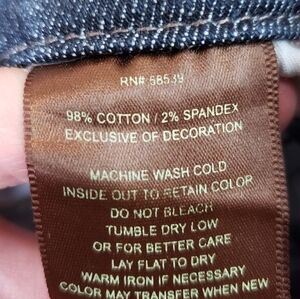 RN# 58539
98% COTTON / 2% SPANDEX
EXCLUSIVE OF DECORATION
MACHINE WASH COLD
INSIDE OUT TO RETAIN COLOR
DO NOT BLEACH
TUMBLE DRY LOW
OR FOR BETTER CARE
LAY FLAT TO DRY
WARM IRON IF NECESSARY
COLOR MAY TRANSFER WHEN NEW